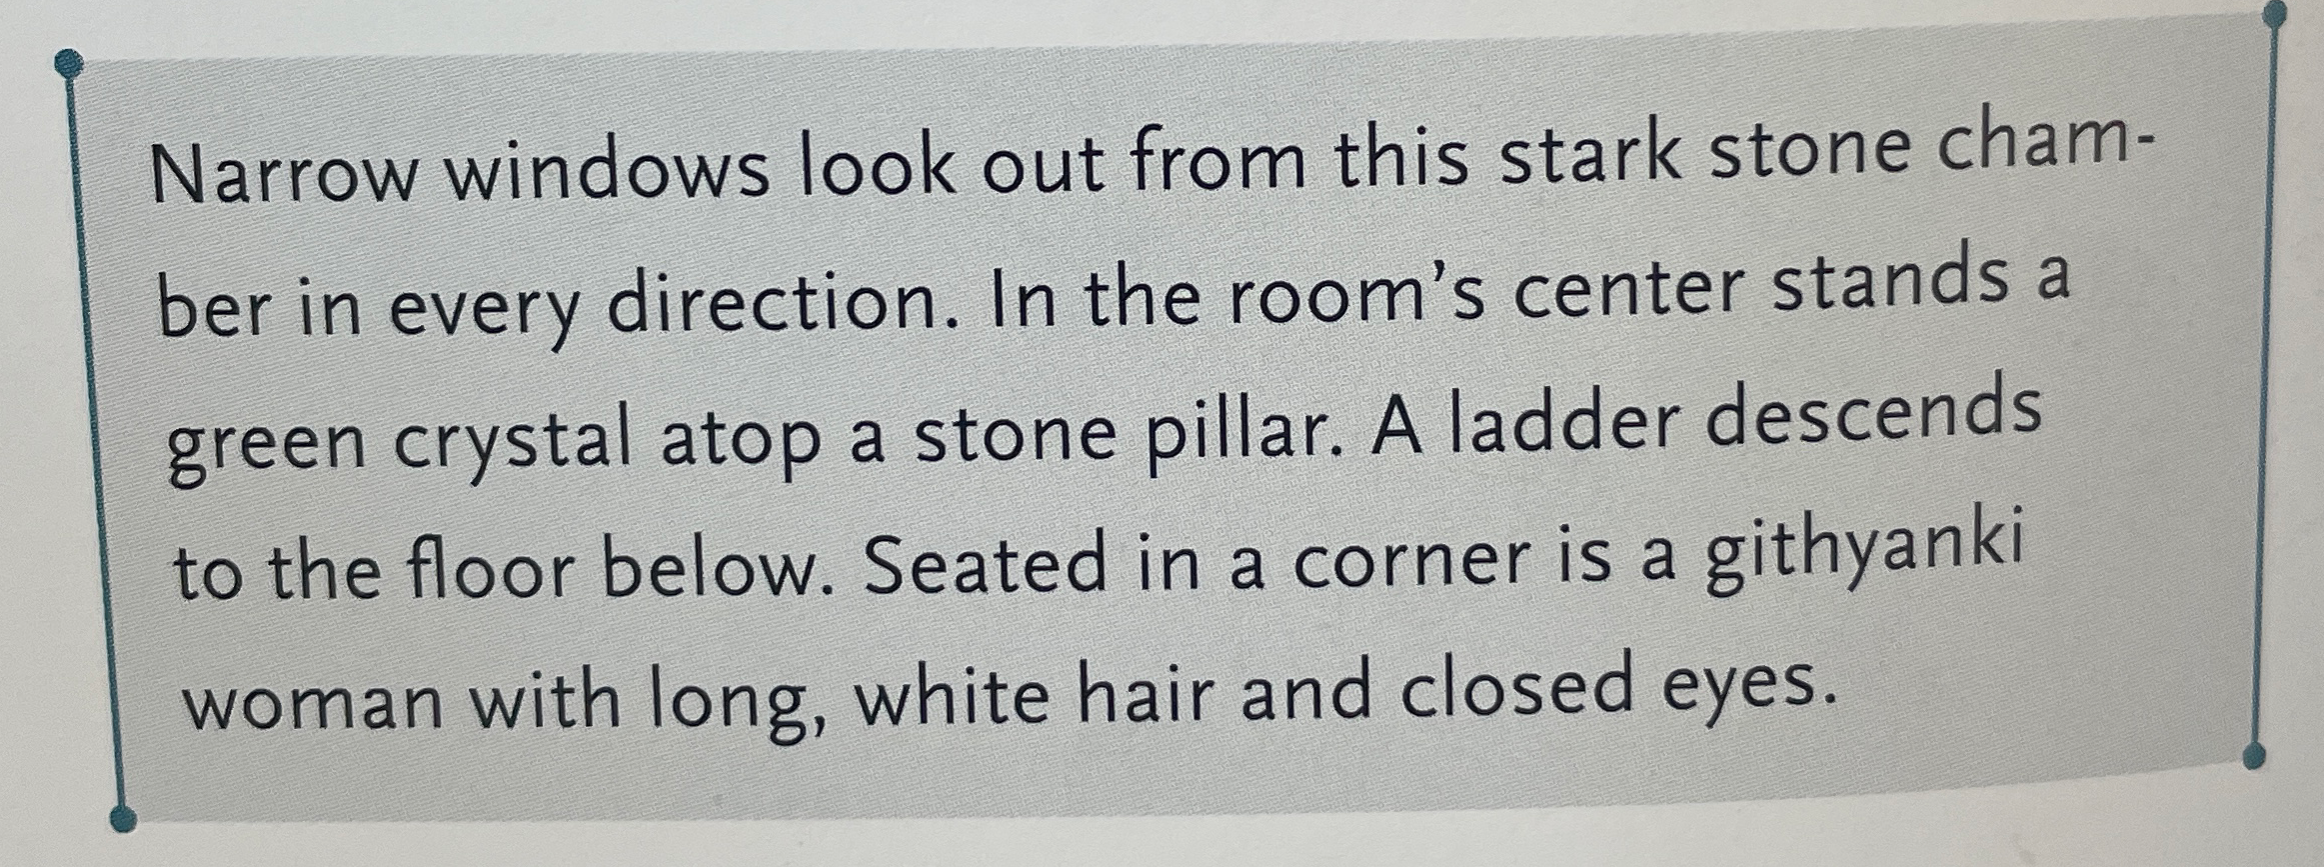 Narrow windows look out from this stark stone cham-
ber in every direction. In the room’s center stands a
green crystal atop a stone pillar. A ladder descends
to the floor below. Seated in a corner is a githyanki
woman with long, white hair and closed eyes.